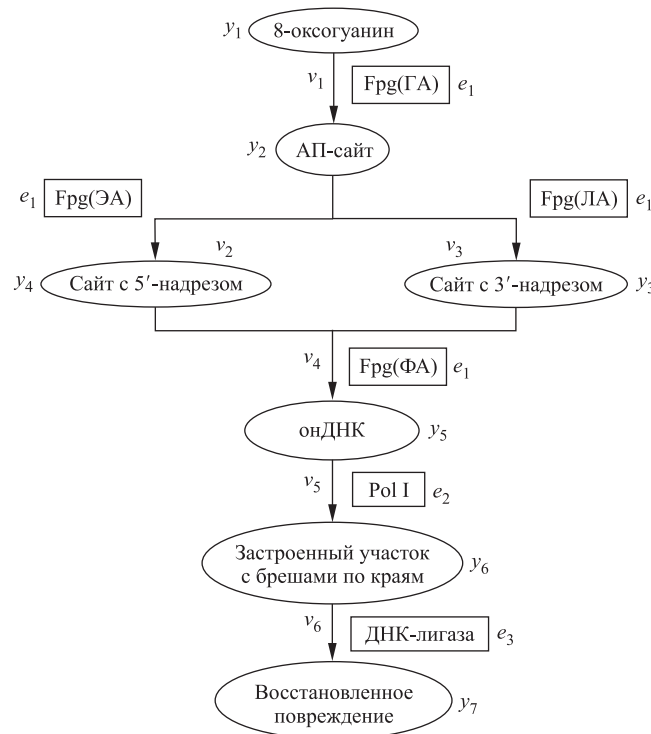 y1
8-оксогуанин
v1
Fpg(ГА)
e1
y2
АП-сайт
e1
Fpg(ЭА)
Fpg(ЛА)
e1
v2
v3
y4
Сайт с 5′-надрезом
Сайт с 3′-надрезом
y3
v4
Fpg(ФА)
e1
онДНК
y5
v5
Pol I
e2
Застроенный участок
с брешами по краям
y6
v6
ДНК-лигаза
e3
Восстановленное
повреждение
y7